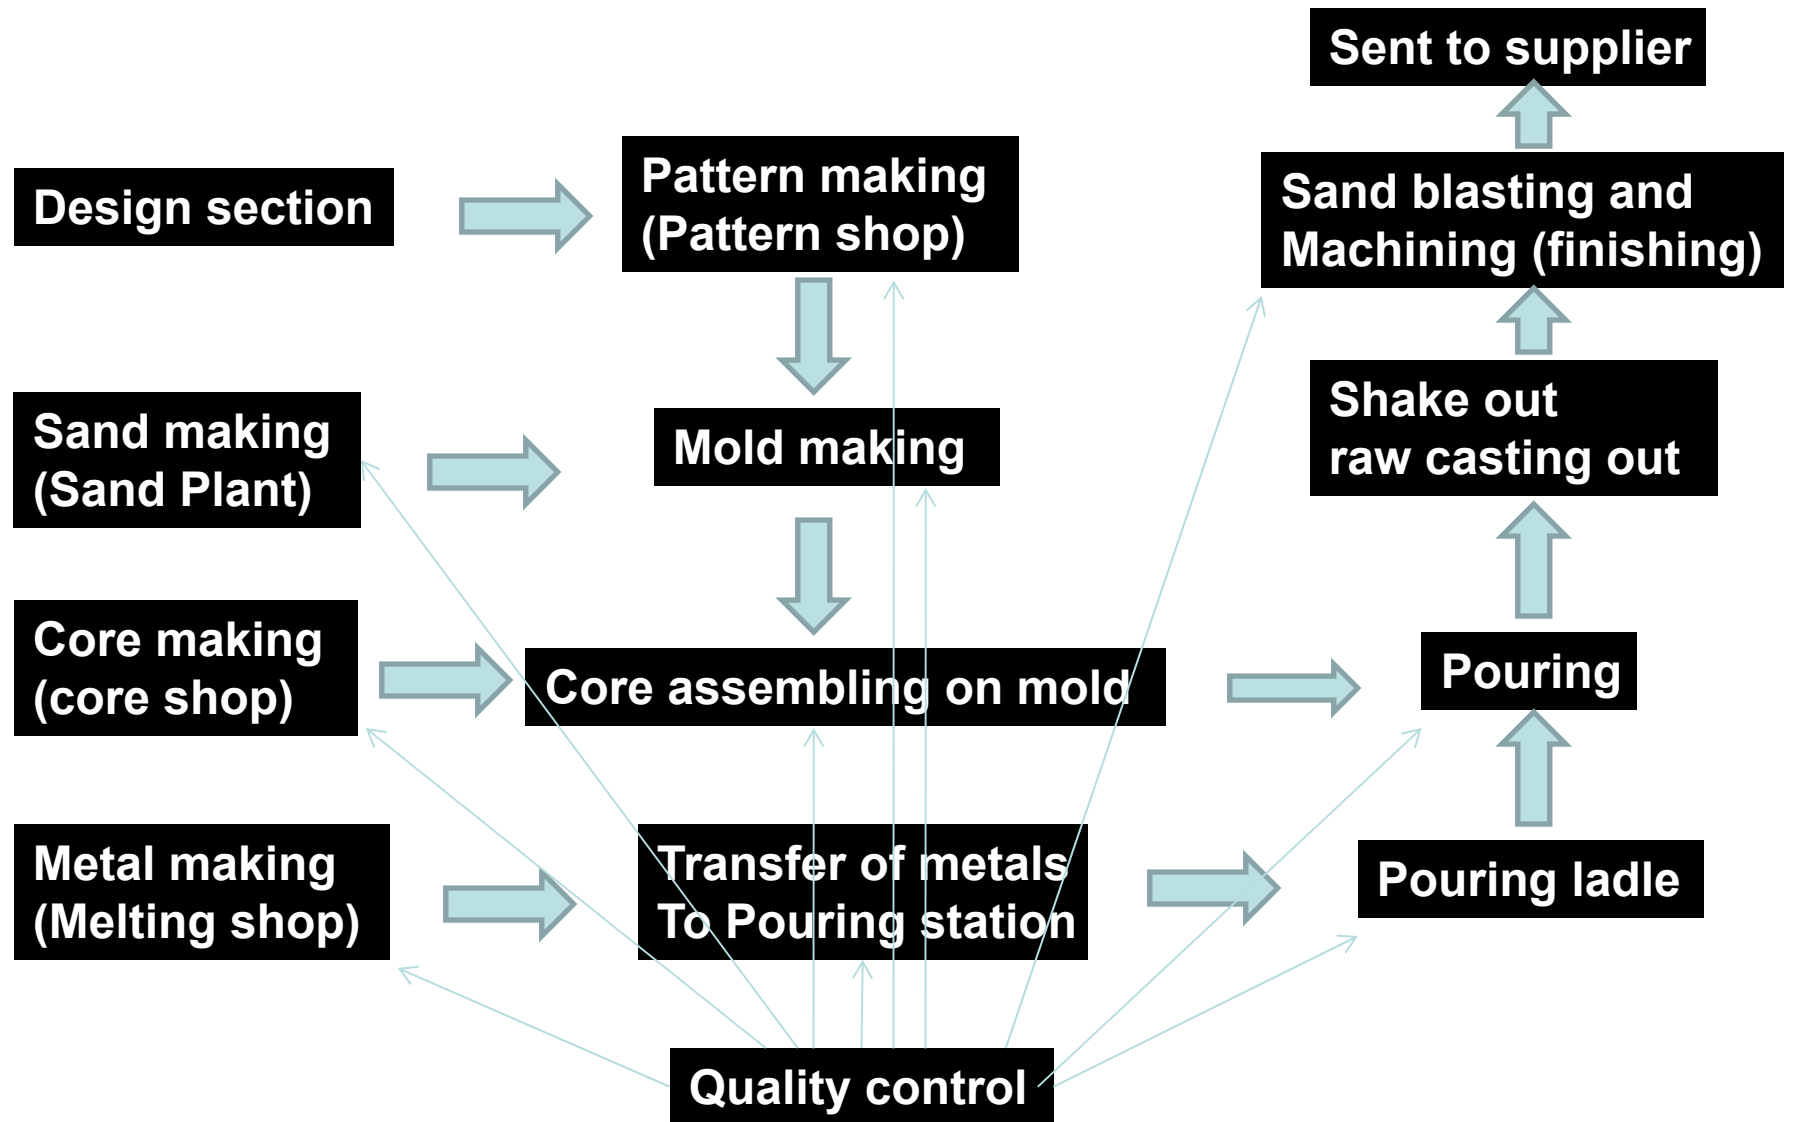 Sent to supplier
Design section
Pattern making
(Pattern shop)
Sand blasting and
Machining (finishing)
Sand making
(Sand Plant)
Mold making
Shake out
raw casting out
Core making
(core shop)
Core assembling on mold
Pouring
Metal making
(Melting shop)
Transfer of metals
To Pouring station
Pouring ladle
Quality control